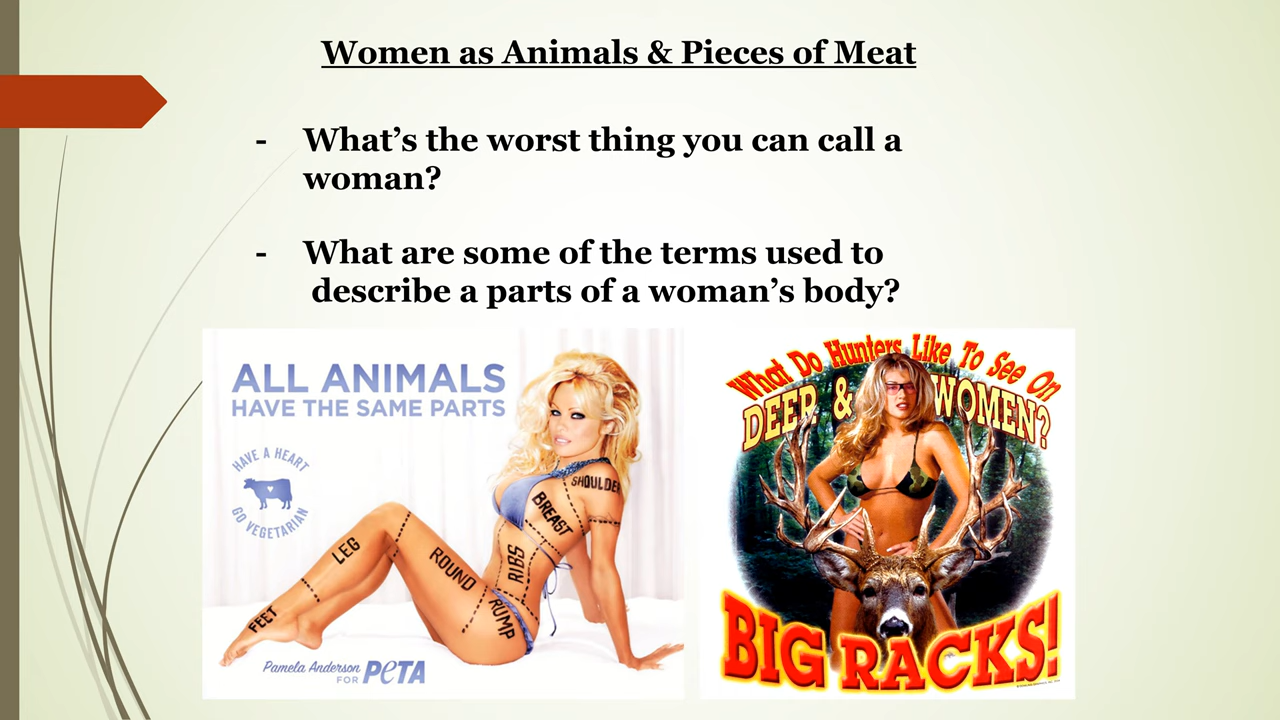 Women as Animals & Pieces of Meat
- What's the worst thing you can call a
woman?
- What are some of the terms used to
describe a parts of a woman's body?
ALL ANIMALS
HAVE THE SAME PARTS
HAVE A HEART
GO VEGETARIAN
SHOULDER
BREAST
RIBS
LEG
ROUND
RUMP
FEET
Pamela Anderson
FOR PETA
What Do Hunters Like To See On
DEER & WOMEN?
BIG RACKS!